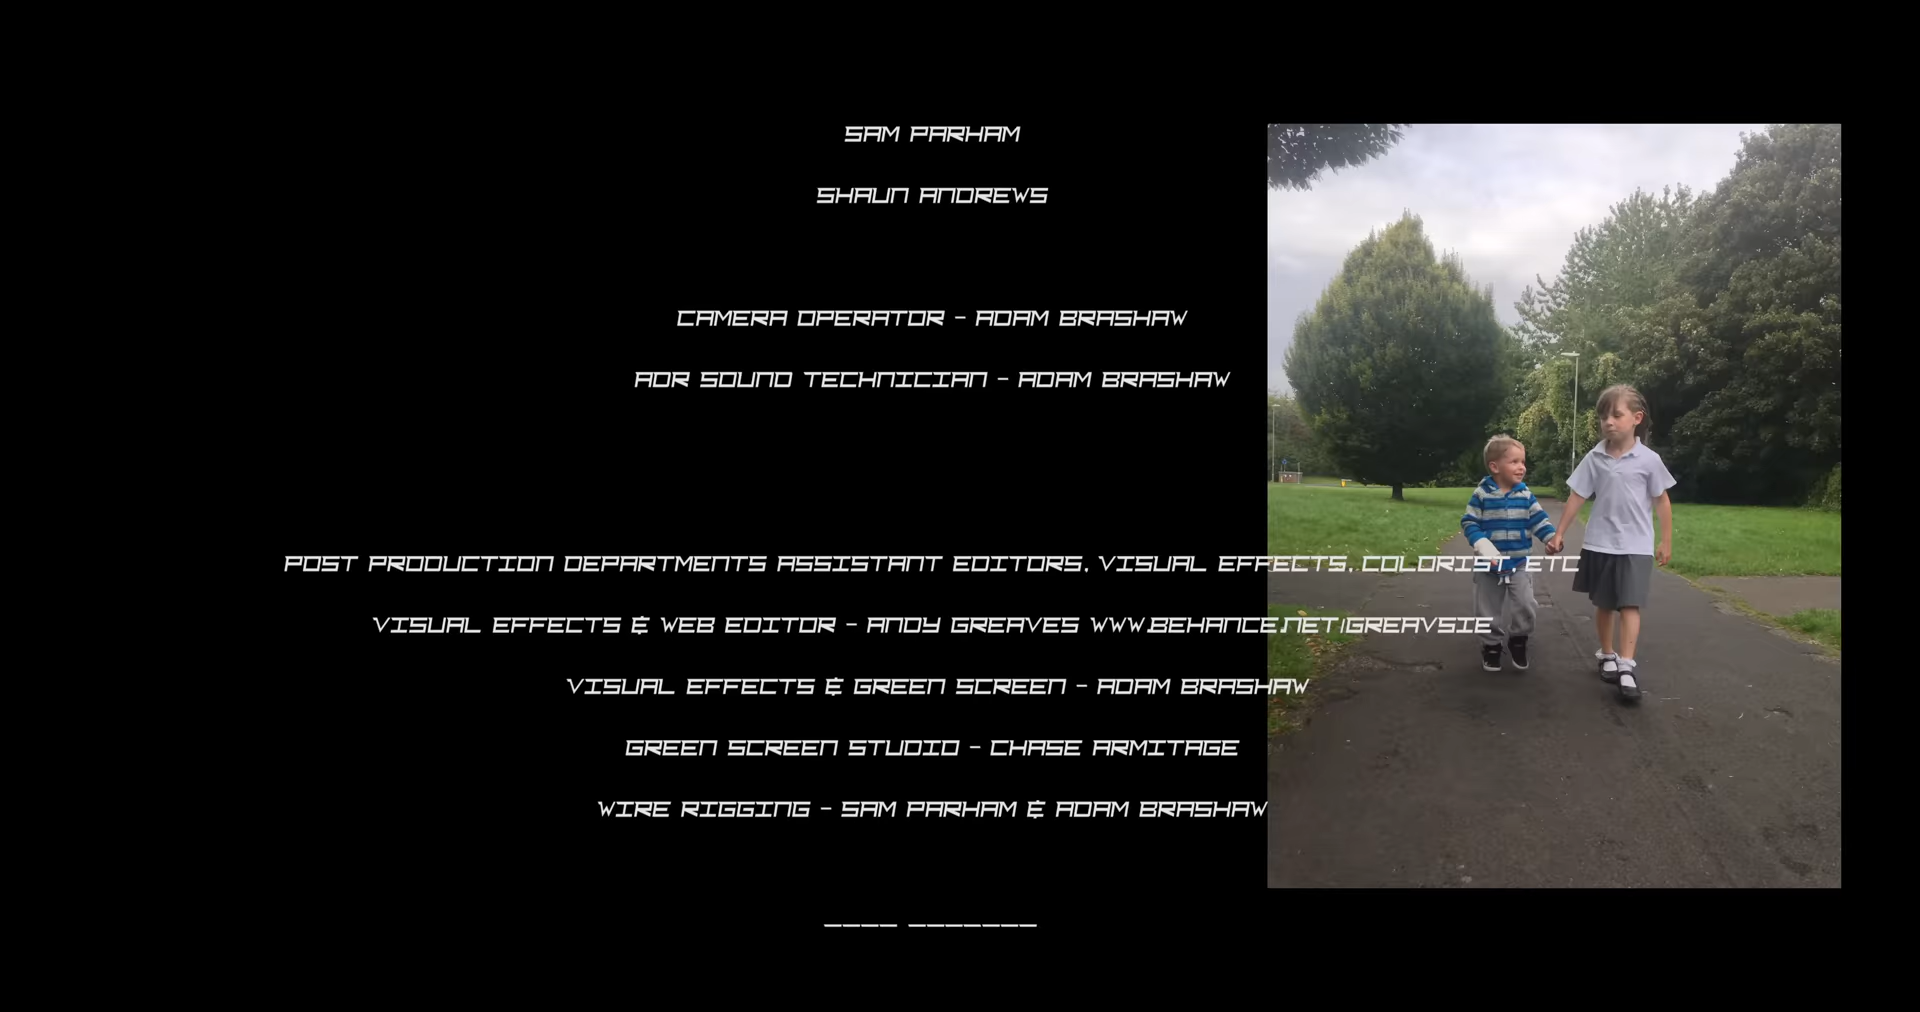 SAM PARHAM
SHAUN ANDREWS
CAMERA OPERATOR - ADAM BRASHAW
ADR SOUND TECHNICIAN - ADAM BRASHAW
POST PRODUCTION DEPARTMENTS ASSISTANT EDITORS, VISUAL EFFECTS, COLORIST, ETC
VISUAL EFFECTS & WEB EDITOR - ANDY GREAVES WWW.BEHANCE.NET/GREAVSIE
VISUAL EFFECTS & GREEN SCREEN - ADAM BRASHAW
GREEN SCREEN STUDIO - CHASE ARMITAGE
WIRE RIGGING - SAM PARHAM & ADAM BRASHAW